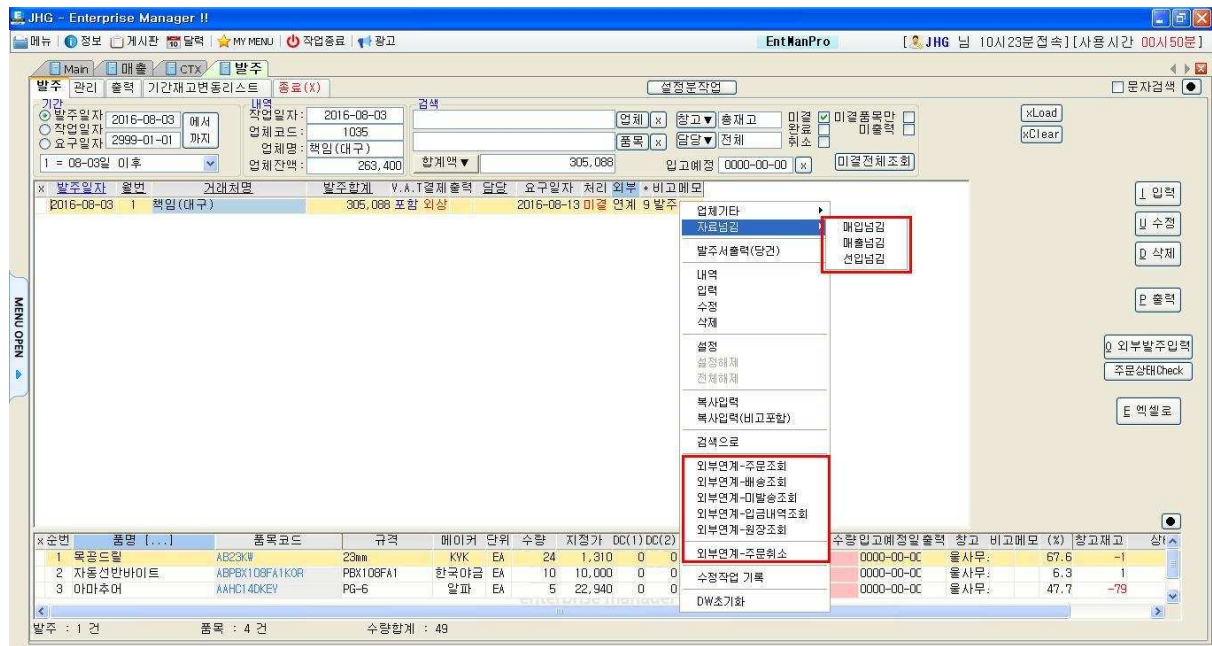 JHG - Enterprise Manager !!
메뉴 정보 게시판 달력 MY MENU 작업종료 광고 EntManPro [ JHG 님 10시23분접속][사용시간 00시50분]
Main 매출 CTX 발주
발주 관리 출력 기간재고변동리스트 종료(X) 설정분작업 문자검색
기간 내역 검색
발주일자 2016-08-03 에서 작업일자: 2016-08-03 업체 x 창고▼ 총재고 미결 미결품목만 xLoad
작업일자 업체코드: 1035 완료 미출력
요구일자 2999-01-01 까지 업체명: 책임(대구) 품목 x 담당▼ 전체 취소 xClear
1 = 08-03일 이후 업체잔액: 263,400 합계액▼ 305,088 입고예정 0000-00-00 x 미결전체조회
x 발주일자 월번 거래처명 발주합계 V.A.T 결제 출력 담당 요구일자 처리 외부 * 비고메모
2016-08-03 1 책임(대구) 305,088 포함 외상 2016-08-13 미결 연계 9 발주
L 입력
U 수정
D 삭제
P 출력
O 외부발주입력
주문상태Check
E 엑셀로
MENU OPEN
업체기타
자료넘김
매입넘김
매출넘김
선입넘김
발주서출력(당건)
내역
입력
수정
삭제
설정
설정해제
전체해제
복사입력
복사입력(비고포함)
검색으로
외부연계-주문조회
외부연계-배송조회
외부연계-미발송조회
외부연계-입금내역조회
외부연계-원장조회
외부연계-주문취소
수정작업 기록
DW초기화
x 순번 품명 [...] 품목코드 규격 메이커 단위 수량 지정가 DC(1) DC(2) 수량 입고예정일 출력 창고 비고메모 (%) 창고재고
1 목공드릴 AB23KW 23mm KYK EA 24 1,310 0 0 0000-00-0 울사무: 67.6 -1
2 자동선반바이트 ABPBX108FA1KOR PBX108FA1 한국야금 EA 10 10,000 0 0 0000-00-0 울사무: 6.3 1
3 아마추어 AAHC14DKEY PG-6 알파 EA 5 22,940 0 0 0000-00-0 울사무: 47.7 -79
enterprise manager
발주 : 1 건 품목 : 4 건 수량합계 : 49